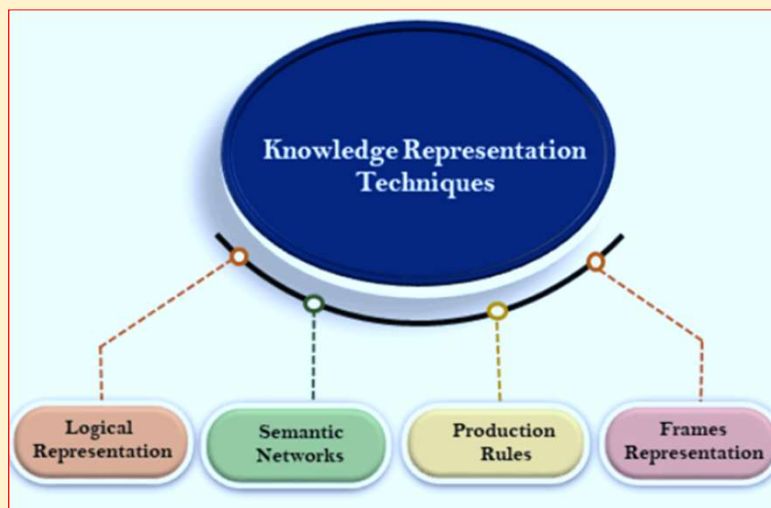 Knowledge Representation
Techniques
Logical
Representation
Semantic
Networks
Production
Rules
Frames
Representation